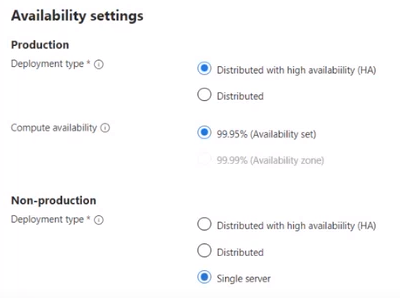 Availability settings
Production
Deployment type * ⓘ
Distributed with high availability (HA)
Distributed
Compute availability ⓘ
99.95% (Availability set)
99.99% (Availability zone)
Non-production
Deployment type * ⓘ
Distributed with high availability (HA)
Distributed
Single server